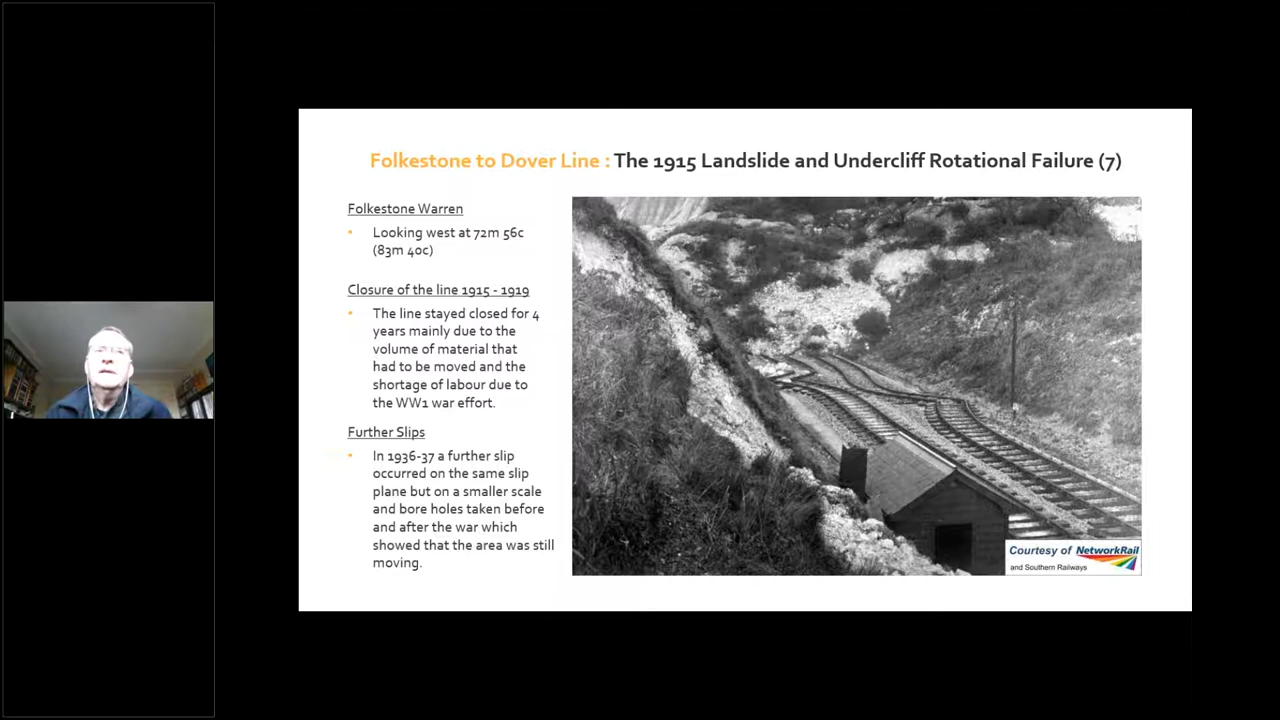 Folkestone to Dover Line : The 1915 Landslide and Undercliff Rotational Failure (7)
Folkestone Warren
• Looking west at 72m 56c
(83m 40c)
Closure of the line 1915 - 1919
• The line stayed closed for 4
years mainly due to the
volume of material that
had to be moved and the
shortage of labour due to
the WW1 war effort.
Further Slips
• In 1936-37 a further slip
occurred on the same slip
plane but on a smaller scale
and bore holes taken before
and after the war which
showed that the area was still
moving.
Courtesy of NetworkRail
and Southern Railways